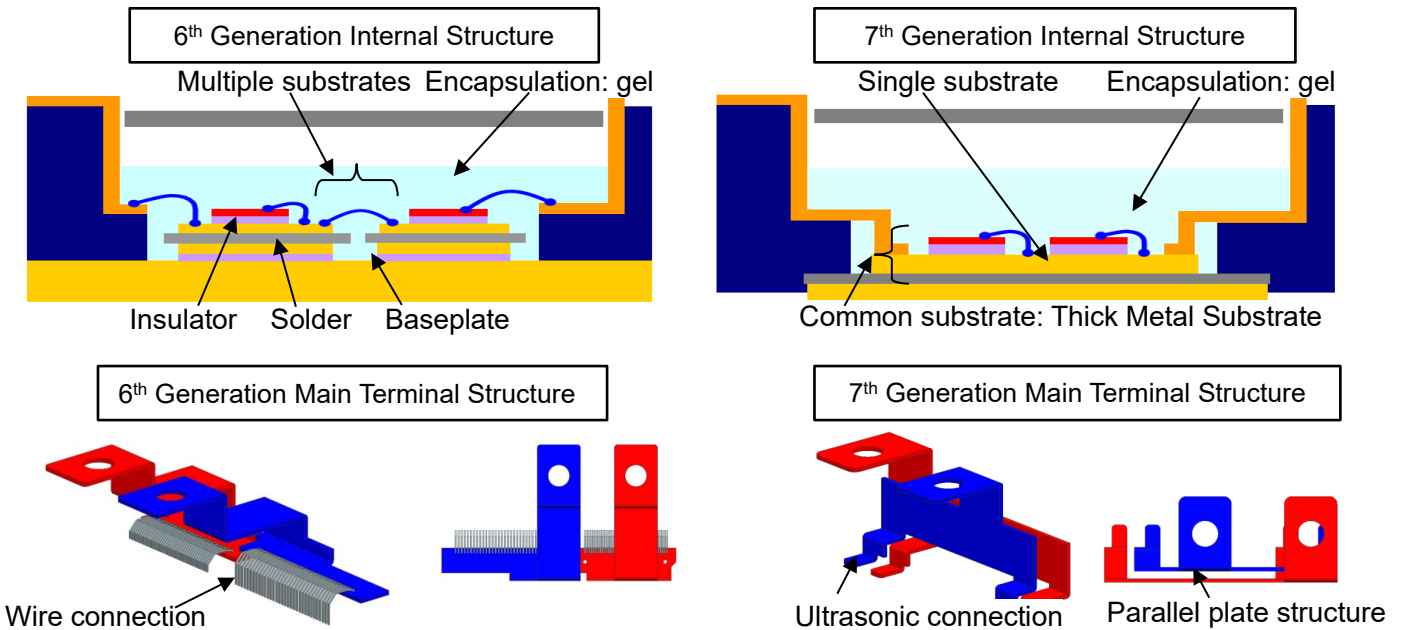 6th Generation Internal Structure
7th Generation Internal Structure
Multiple substrates
Encapsulation: gel
Single substrate
Encapsulation: gel
Insulator
Solder
Baseplate
Common substrate: Thick Metal Substrate
6th Generation Main Terminal Structure
7th Generation Main Terminal Structure
Wire connection
Ultrasonic connection
Parallel plate structure